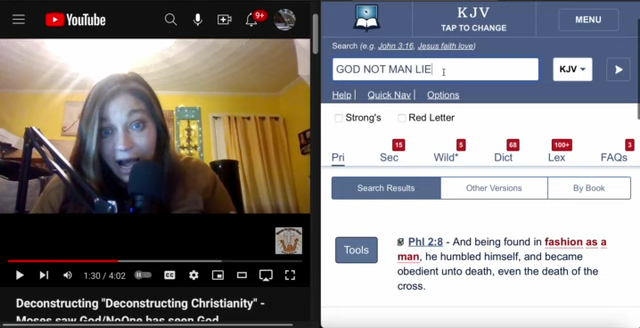 YouTube
9+
1:30 / 4:02
CC
Deconstructing "Deconstructing Christianity" -
Moses saw God/NoOne has seen God
KJV
TAP TO CHANGE
MENU
Search (e.g. John 3:16, Jesus faith love)
GOD NOT MAN LIE
KJV
Help | Quick Nav | Options
Strong's Red Letter
15 5 68 100+ 3
Pri Sec Wild* Dict Lex FAQs
Search Results Other Versions By Book
Tools
Phl 2:8 - And being found in fashion as a
man, he humbled himself, and became
obedient unto death, even the death of the
cross.